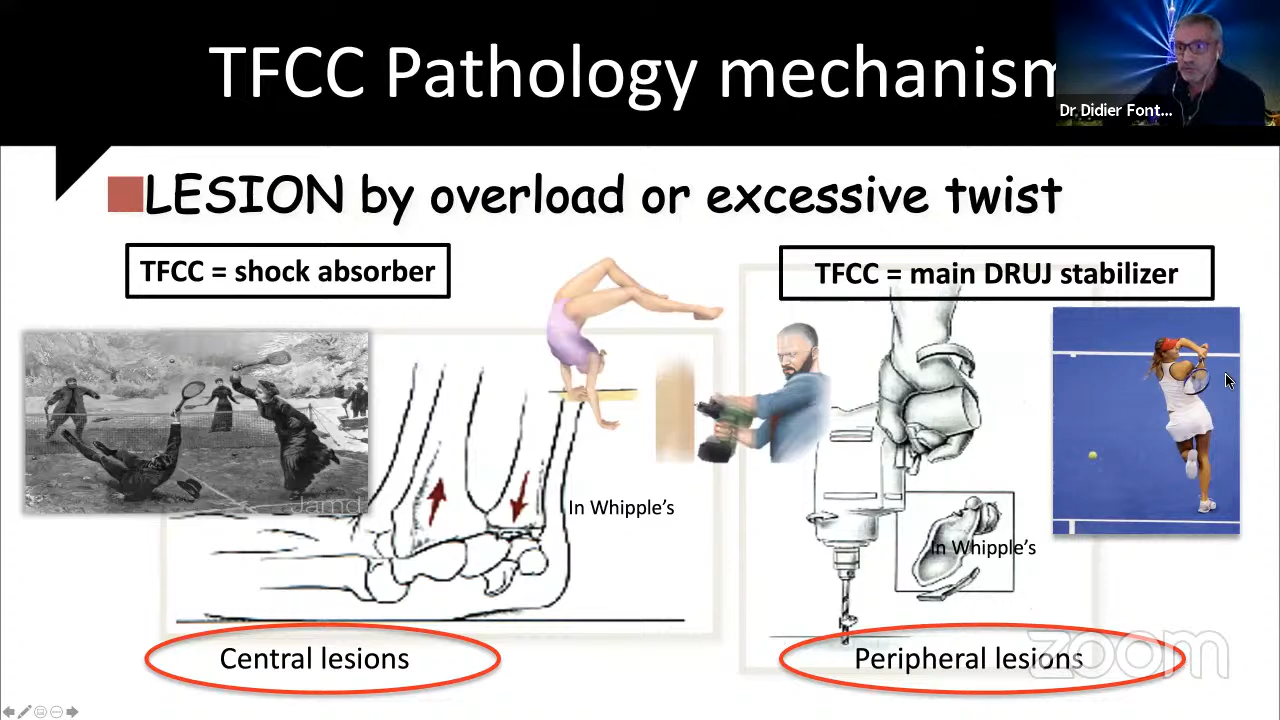 TFCC Pathology mechanism
Dr Didier Font...
LESION by overload or excessive twist
TFCC = shock absorber
TFCC = main DRUJ stabilizer
Jamd
In Whipple's
In Whipple's
Central lesions
Peripheral lesions
zoom